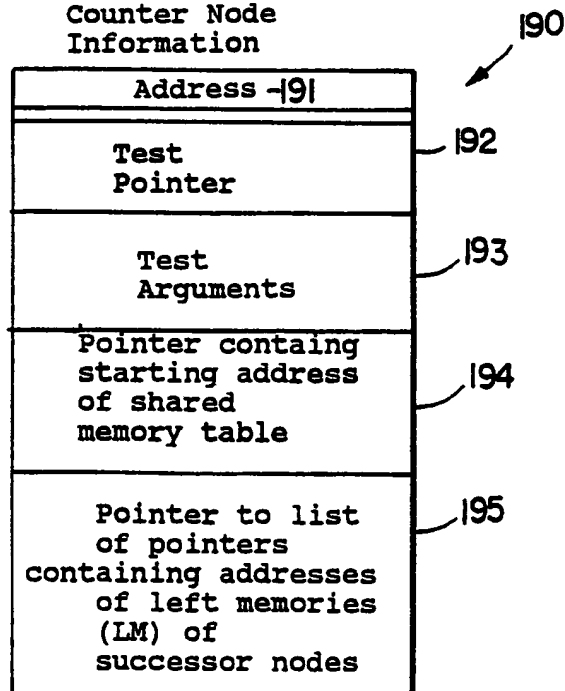 Counter Node
Information
190
Address 191
Test
Pointer
192
Test
Arguments
193
Pointer containg
starting address
of shared
memory table
194
Pointer to list
of pointers
containing addresses
of left memories
(LM) of
successor nodes
195